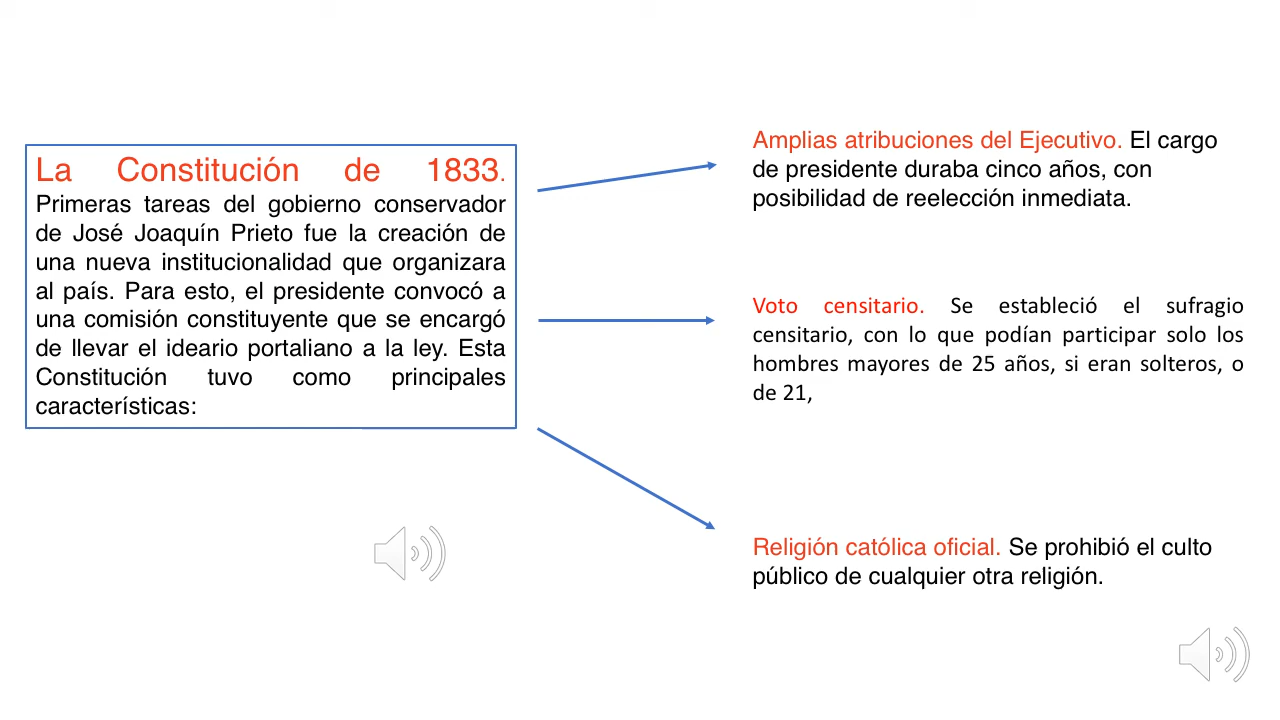 La Constitución de 1833.
Primeras tareas del gobierno conservador
de José Joaquín Prieto fue la creación de
una nueva institucionalidad que organizara
al país. Para esto, el presidente convocó a
una comisión constituyente que se encargó
de llevar el ideario portaliano a la ley. Esta
Constitución tuvo como principales
características:
Amplias atribuciones del Ejecutivo. El cargo
de presidente duraba cinco años, con
posibilidad de reelección inmediata.
Voto censitario. Se estableció el sufragio
censitario, con lo que podían participar solo los
hombres mayores de 25 años, si eran solteros, o
de 21,
Religión católica oficial. Se prohibió el culto
público de cualquier otra religión.